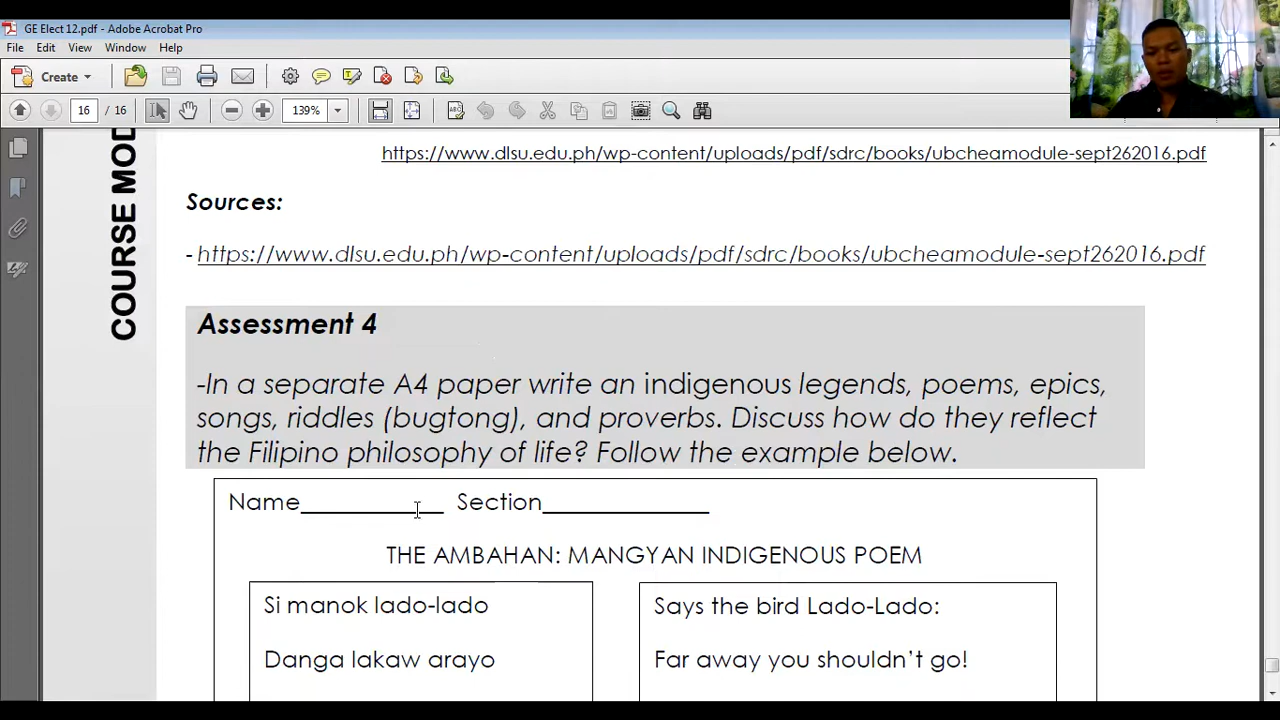 GE Elect 12.pdf - Adobe Acrobat Pro
File Edit View Window Help
Create
16 / 16 139%
COURSE MOD
https://www.dlsu.edu.ph/wp-content/uploads/pdf/sdrc/books/ubcheamodule-sept262016.pdf
Sources:
- https://www.dlsu.edu.ph/wp-content/uploads/pdf/sdrc/books/ubcheamodule-sept262016.pdf
Assessment 4
-In a separate A4 paper write an indigenous legends, poems, epics,
songs, riddles (bugtong), and proverbs. Discuss how do they reflect
the Filipino philosophy of life? Follow the example below.
Name__________ Section____________
THE AMBAHAN: MANGYAN INDIGENOUS POEM
Si manok lado-lado
Danga lakaw arayo
Says the bird Lado-Lado:
Far away you shouldn’t go!